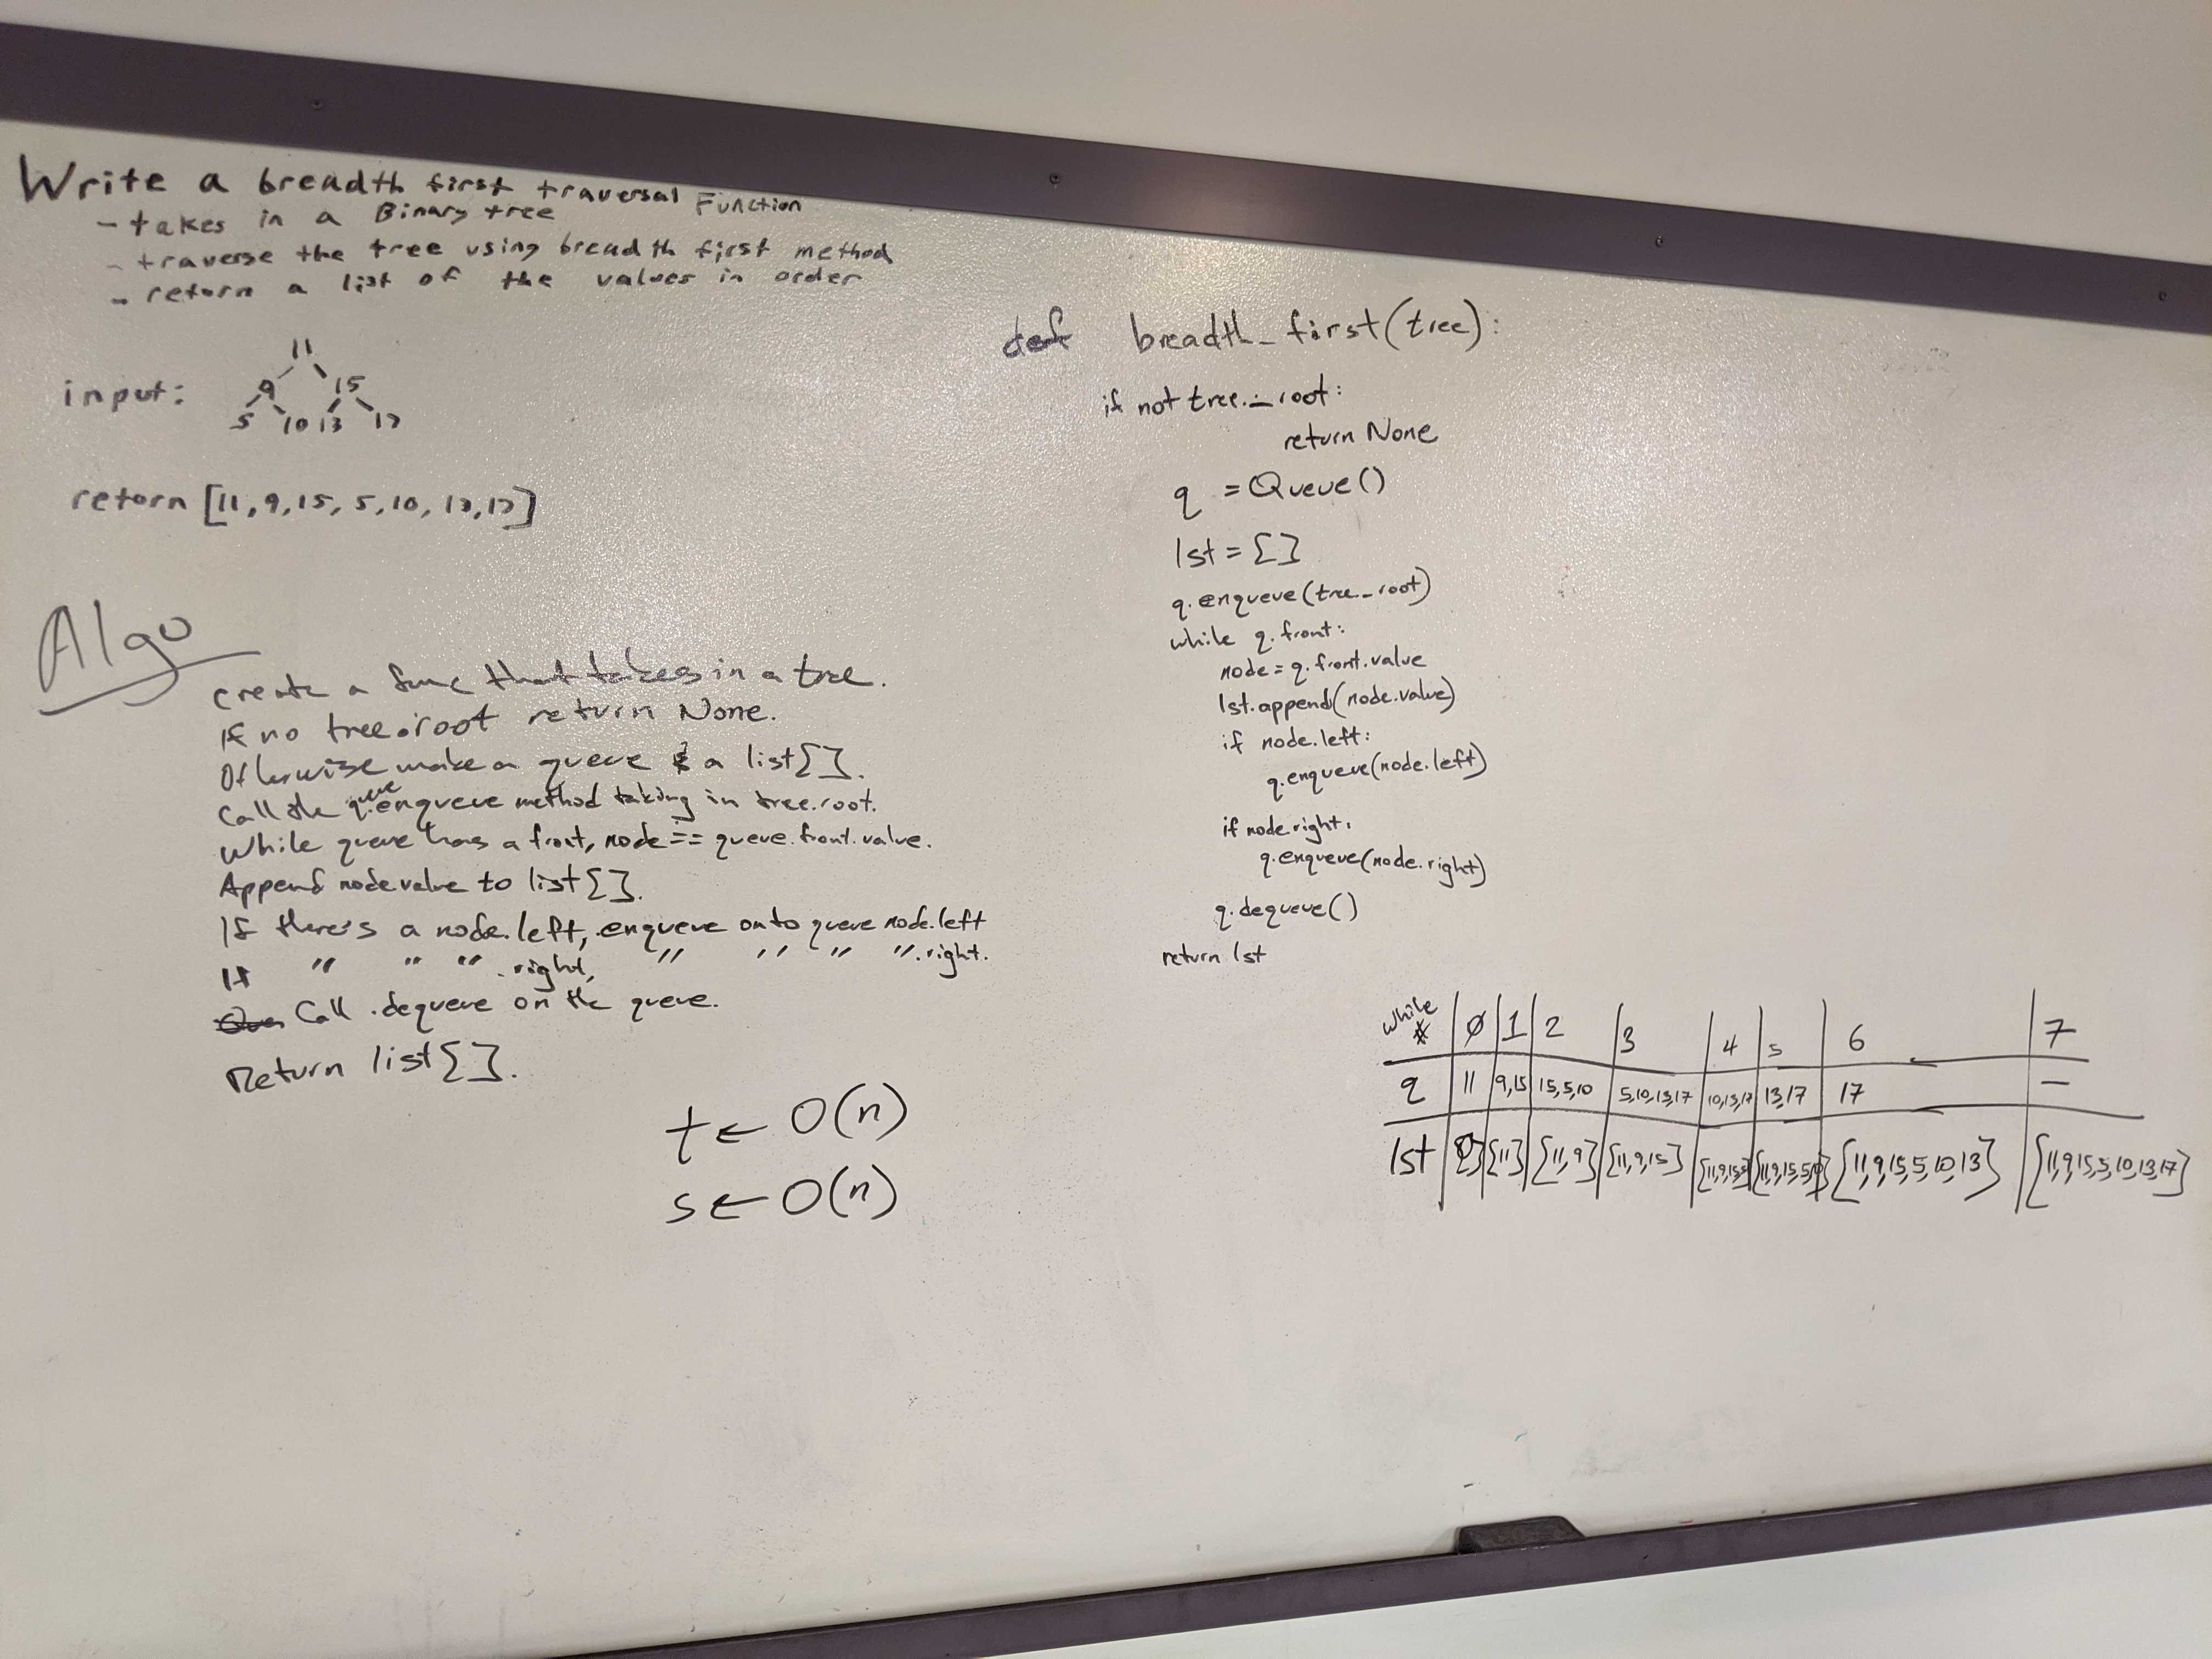 Write a breadth first traversal Function
- takes in a Binary tree
- traverse the tree using breadth first method
- return a list of the values in order
input:
11
9 15
5 10 13 17
return [11, 9, 15, 5, 10, 13, 17]
Algo
create a func that takes in a tree.
If no tree.root return None.
Otherwise make a queue & a list[].
Call the queue.enqueue method taking in tree.root.
While queue has a front, node == queue.front.value.
Append node value to list[].
If there's a node.left, enqueue onto queue node.left
If " " " .right, " " " ".right.
Call .dequeue on the queue.
Return list[].
t ← O(n)
s ← O(n)
def breadth_first(tree):
if not tree._root:
return None
q = Queue()
lst = []
q.enqueue(tree_root)
while q.front:
node = q.front.value
lst.append(node.value)
if node.left:
q.enqueue(node.left)
if node.right:
q.enqueue(node.right)
q.dequeue()
return lst
while # 0 1 2 3 4 5 6 7
q 11 9,15 15,5,10 5,10,13,17 10,13,17 13,17 17 —
lst [] [11] [11,9] [11,9,15] [11,9,15,5] [11,9,15,5,10] [11,9,15,5,10,13] [11,9,15,5,10,13,17]